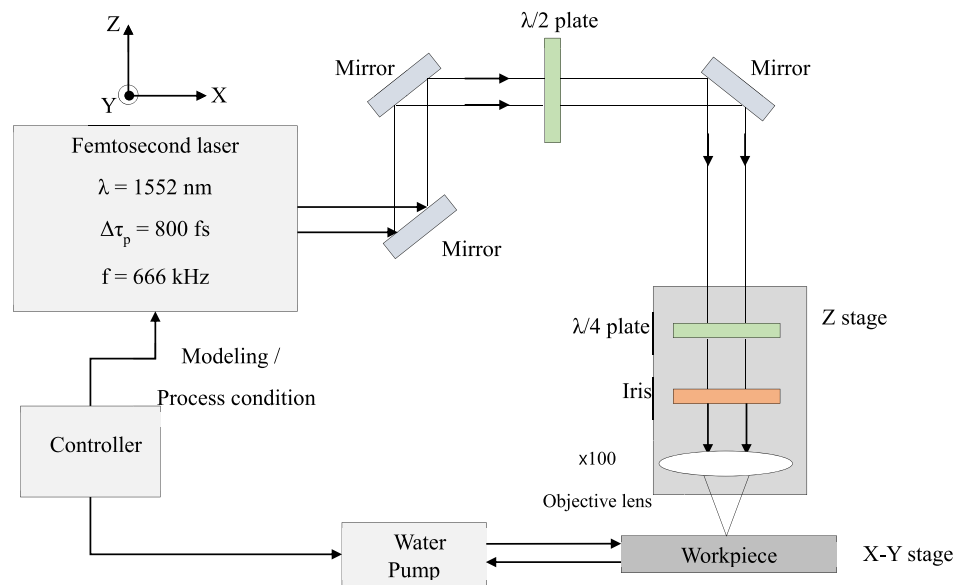 Z
Y
X
Femtosecond laser
λ = 1552 nm
Δτp = 800 fs
f = 666 kHz
Mirror
λ/2 plate
Mirror
Mirror
Z stage
λ/4 plate
Iris
x100
Objective lens
Modeling /
Process condition
Controller
Water
Pump
Workpiece
X-Y stage